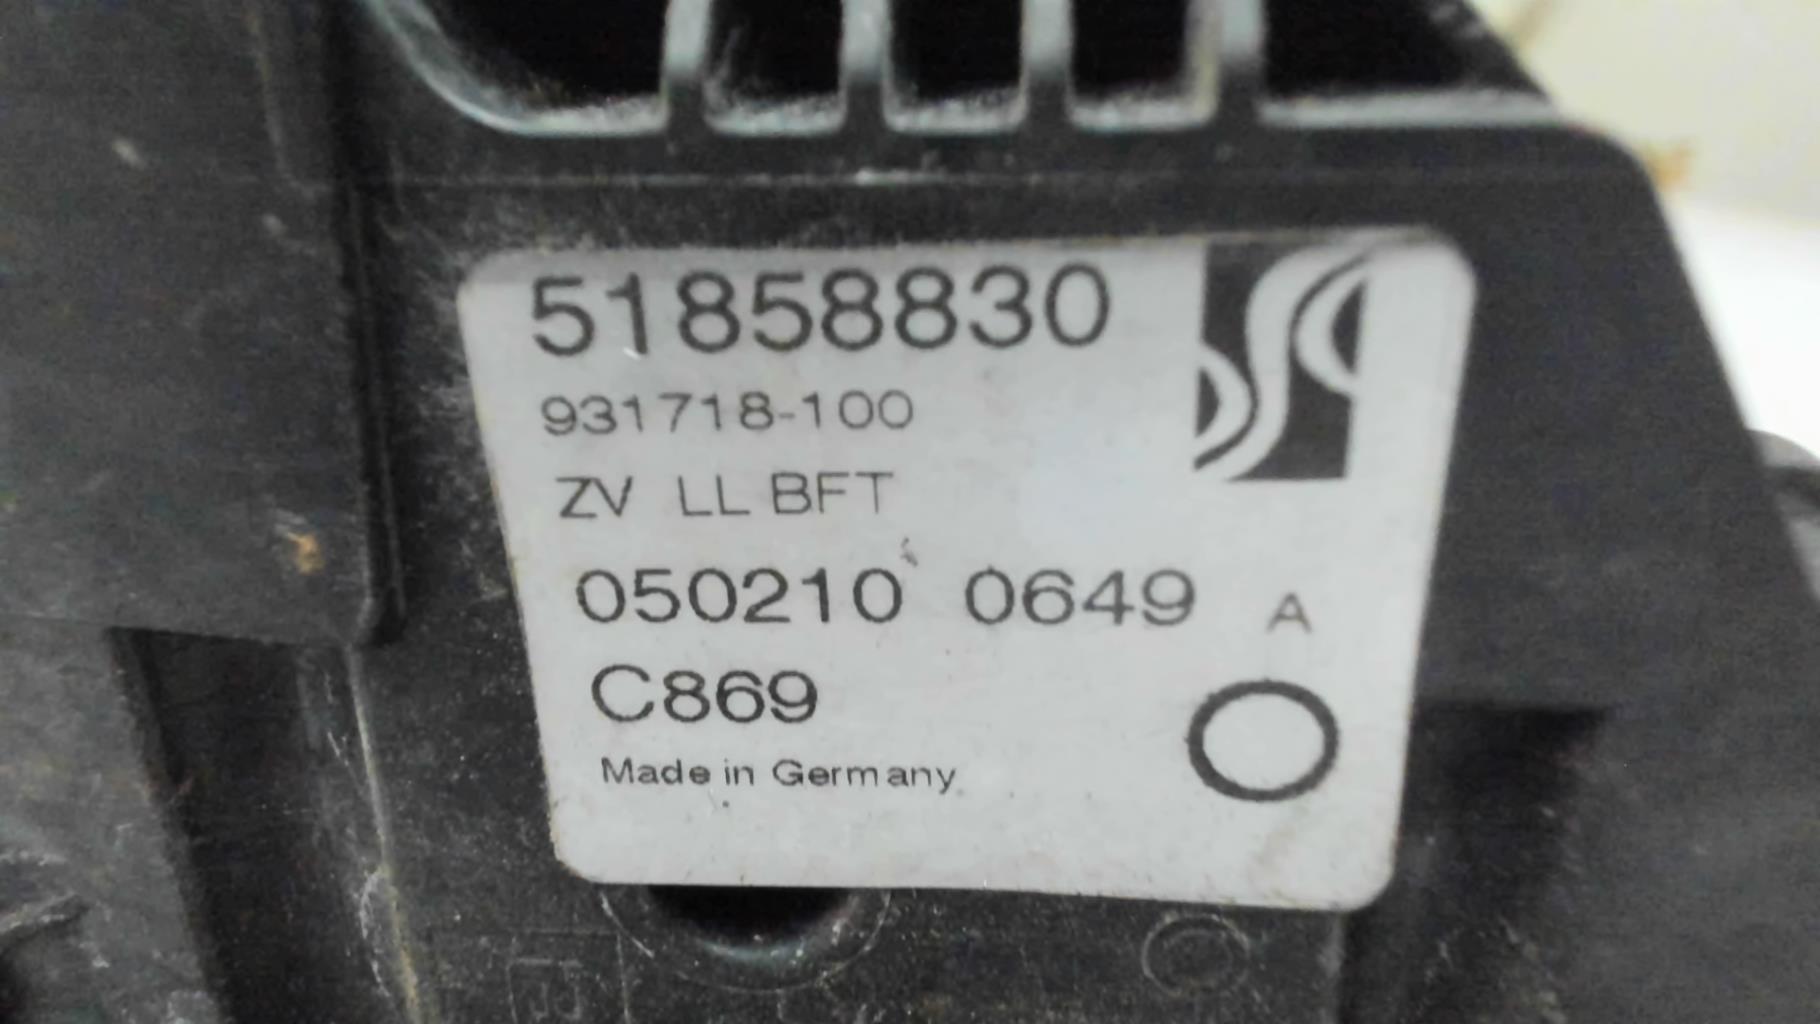 51858830
931718-100
ZV LL BFT
050210 0649 A
C869
Made in Germany